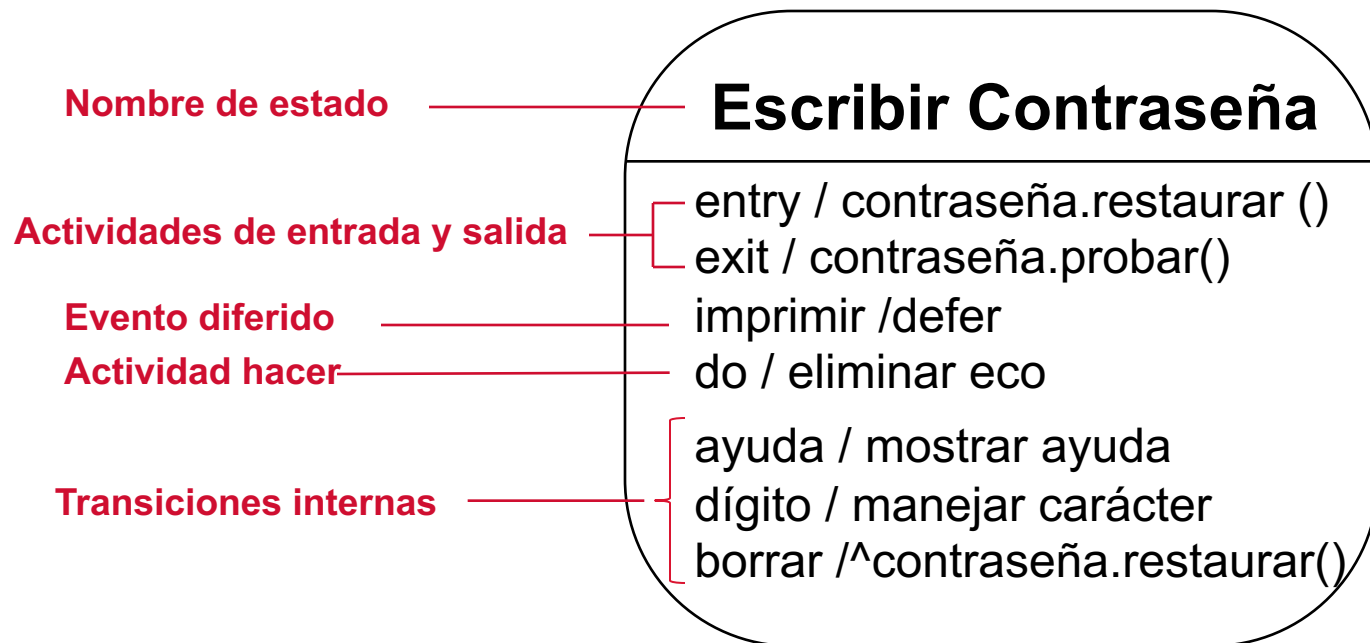 Nombre de estado
Escribir Contraseña
Actividades de entrada y salida
entry / contraseña.restaurar ()
exit / contraseña.probar()
Evento diferido
imprimir /defer
Actividad hacer
do / eliminar eco
Transiciones internas
ayuda / mostrar ayuda
dígito / manejar carácter
borrar /^contraseña.restaurar()